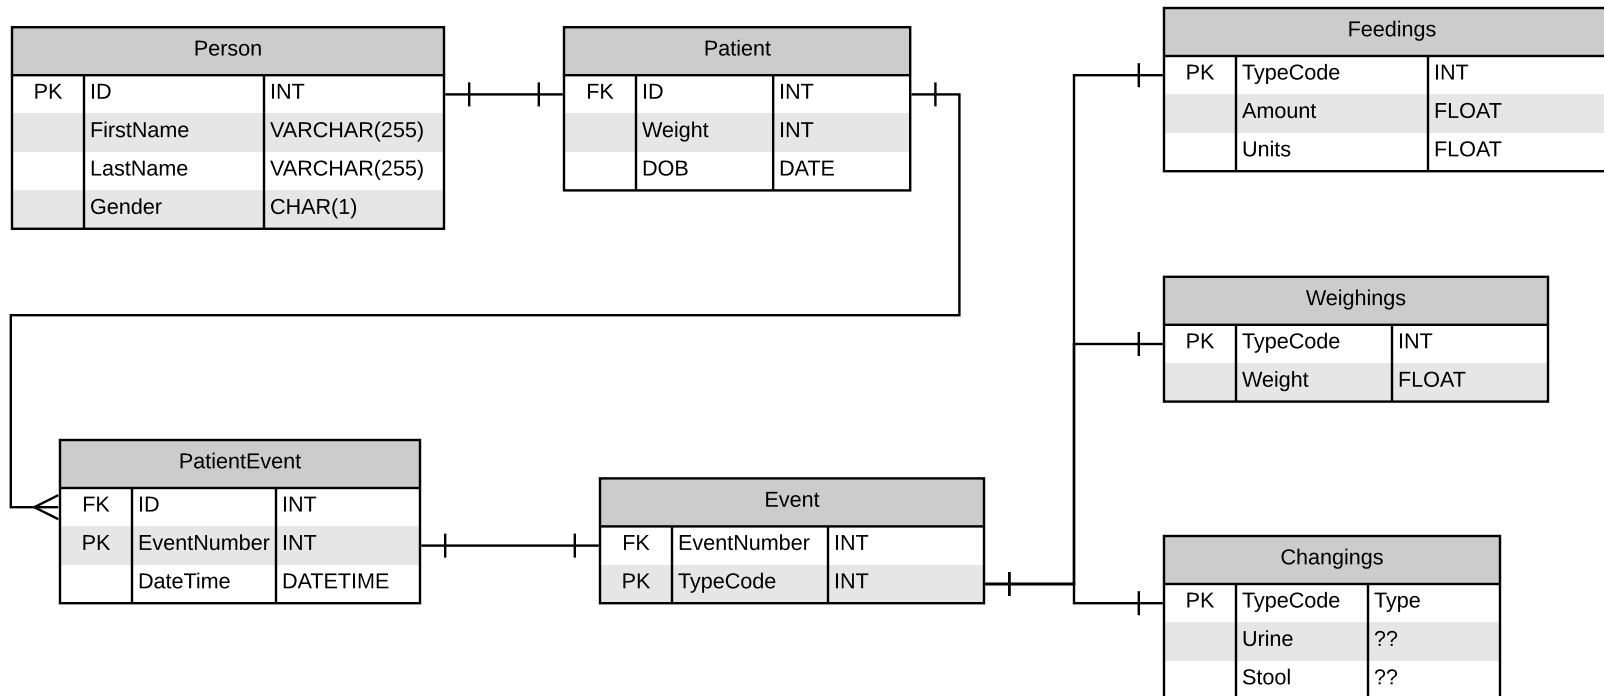 Person
PK ID INT
FirstName VARCHAR(255)
LastName VARCHAR(255)
Gender CHAR(1)
Patient
FK ID INT
Weight INT
DOB DATE
Feedings
PK TypeCode INT
Amount FLOAT
Units FLOAT
Weighings
PK TypeCode INT
Weight FLOAT
PatientEvent
FK ID INT
PK EventNumber INT
DateTime DATETIME
Event
FK EventNumber INT
PK TypeCode INT
Changings
PK TypeCode Type
Urine ??
Stool ??